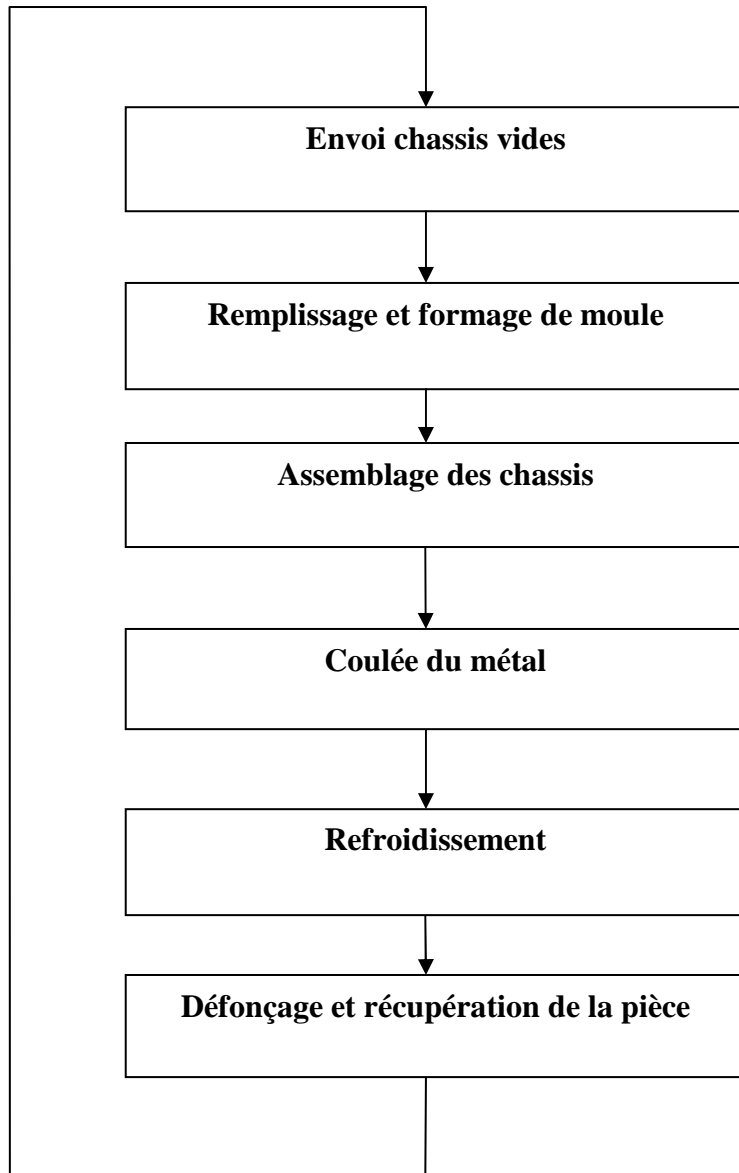 Envoi chassis vides
Remplissage et formage de moule
Assemblage des chassis
Coulée du métal
Refroidissement
Défonçage et récupération de la pièce